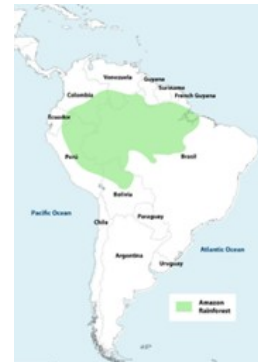 Venezuela
Guyana
Suriname
French Guyana
Colombia
Ecuador
Perú
Brasil
Bolivia
Pacific Ocean
Paraguay
Chile
Atlantic Ocean
Argentina
Uruguay
Amazon
Rainforest